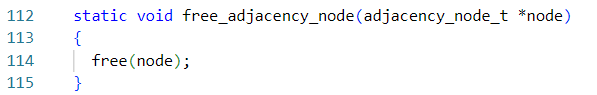 112 static void free_adjacency_node(adjacency_node_t *node)
113 {
114 free(node);
115 }